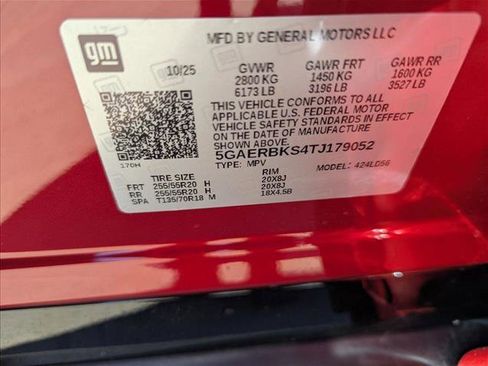 gm
MFD BY GENERAL MOTORS LLC
10/25 GVWR GAWR FRT GAWR RR
2800 KG 1450 KG 1600 KG
6173 LB 3196 LB 3527 LB
THIS VEHICLE CONFORMS TO ALL
APPLICABLE U.S. FEDERAL MOTOR
VEHICLE SAFETY STANDARDS IN EFFECT
ON THE DATE OF MANUFACTURE
SHOWN ABOVE.
5GAERBKS4TJ179052
170H TYPE: MPV MODEL: 424LD56
TIRE SIZE RIM
FRT 255/55R20 H 20X8J
RR 255/55R20 H 20X8J
SPA T135/70R18 M 18X4.5B